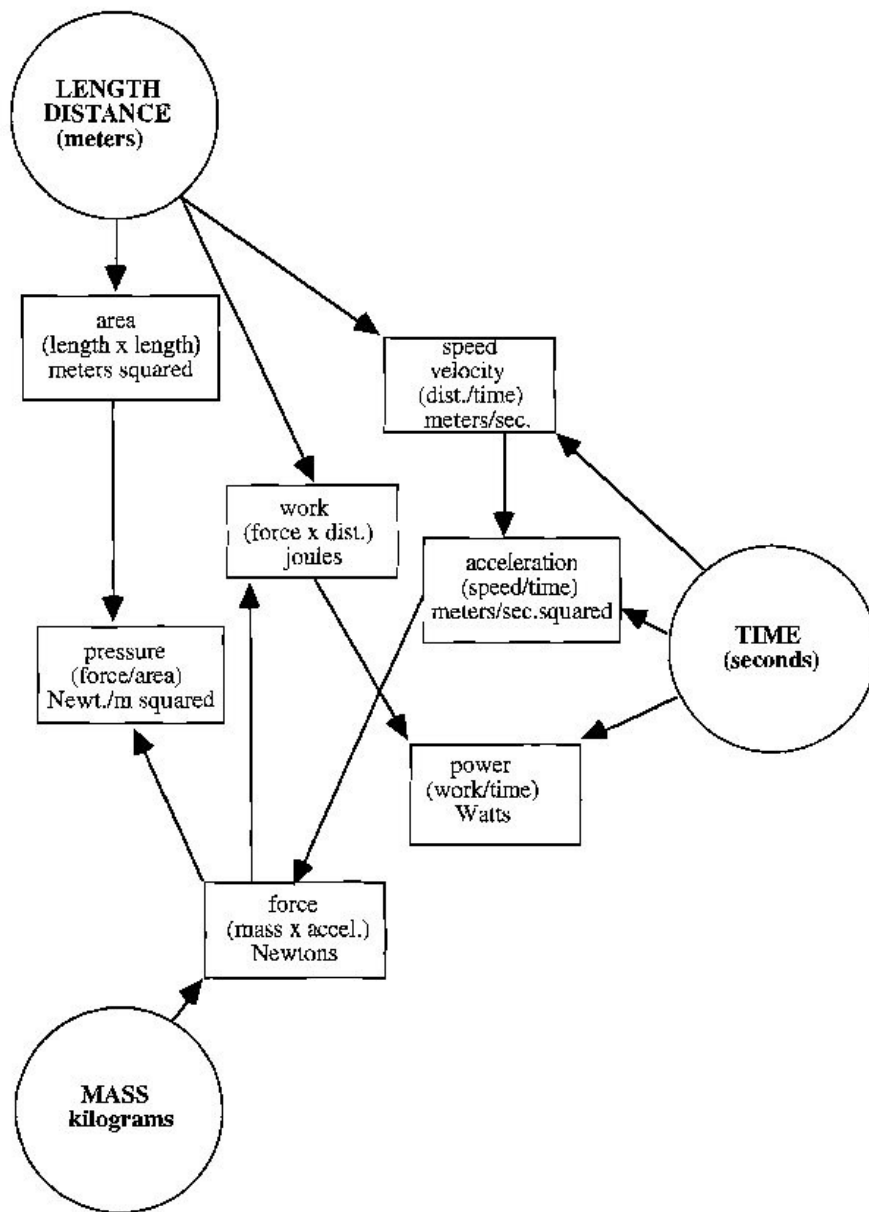 LENGTH
DISTANCE
(meters)
area
(length x length)
meters squared
speed
velocity
(dist./time)
meters/sec.
work
(force x dist.)
joules
acceleration
(speed/time)
meters/sec.squared
TIME
(seconds)
pressure
(force/area)
Newt./m squared
power
(work/time)
Watts
force
(mass x accel.)
Newtons
MASS
kilograms